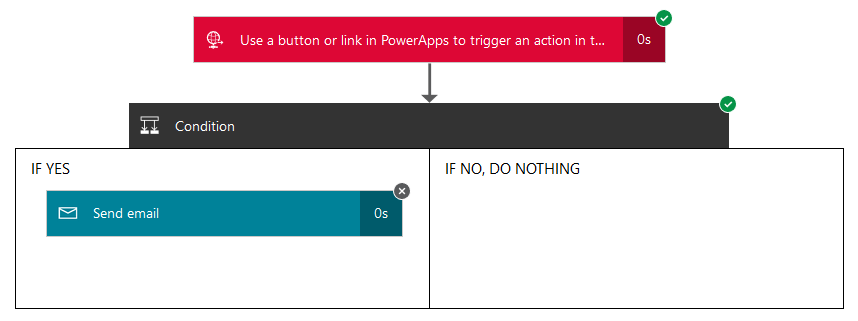 Use a button or link in PowerApps to trigger an action in t...
0s
Condition
IF YES
IF NO, DO NOTHING
Send email
0s